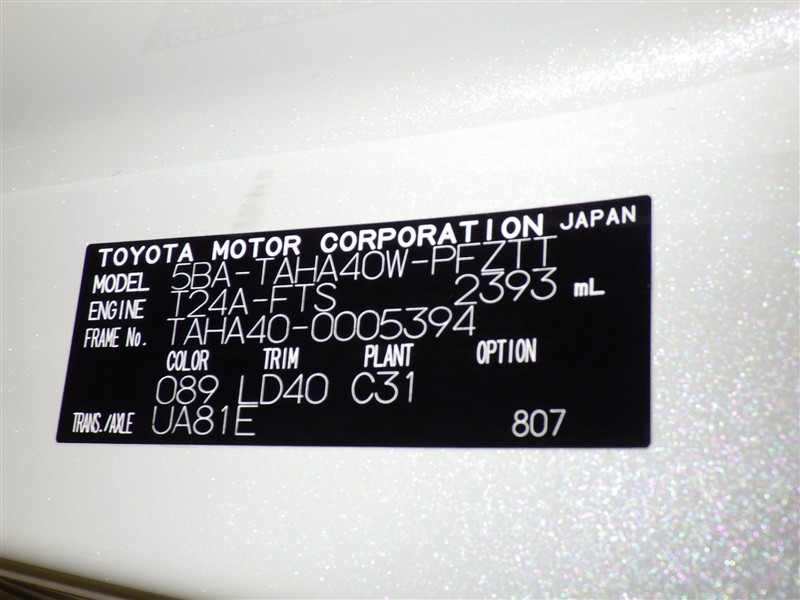 TOYOTA MOTOR CORPORATION JAPAN
MODEL 5BA-TAHA40W-PFZTT
ENGINE T24A-FTS 2393 mL
FRAME No. TAHA40-0005394
COLOR TRIM PLANT OPTION
089 LD40 C31
TRANS./AXLE UA81E 807